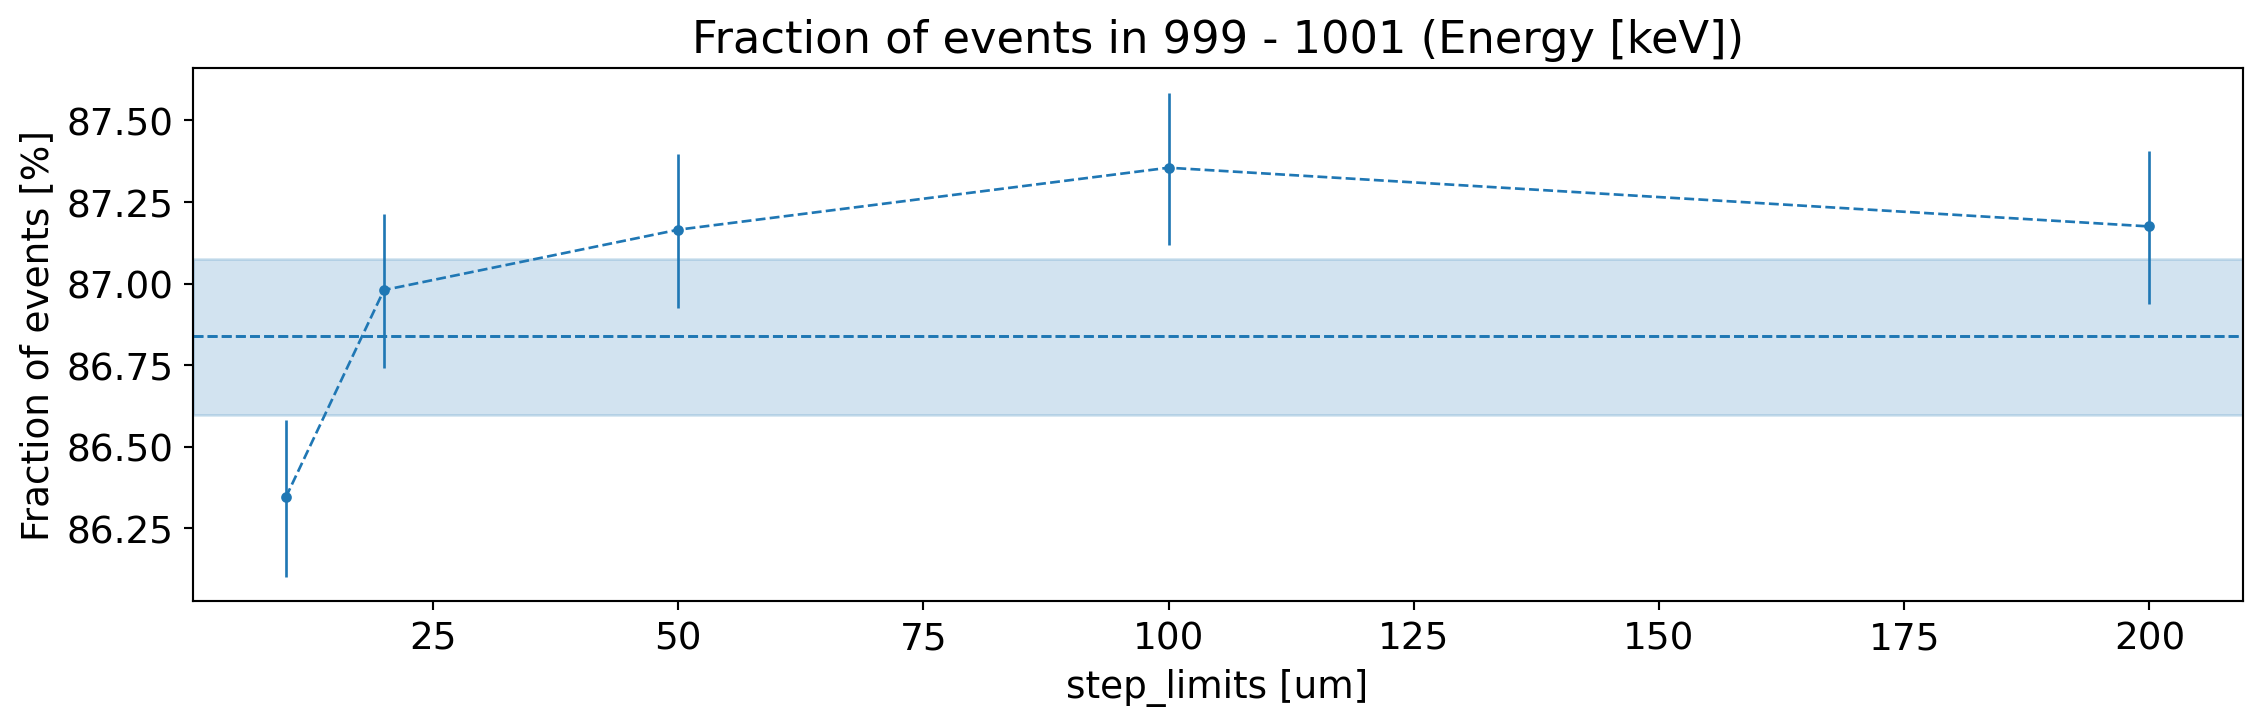 Fraction of events in 999 - 1001 (Energy [keV])
Fraction of events [%]
87.50
87.25
87.00
86.75
86.50
86.25
25 50 75 100 125 150 175 200
step_limits [um]